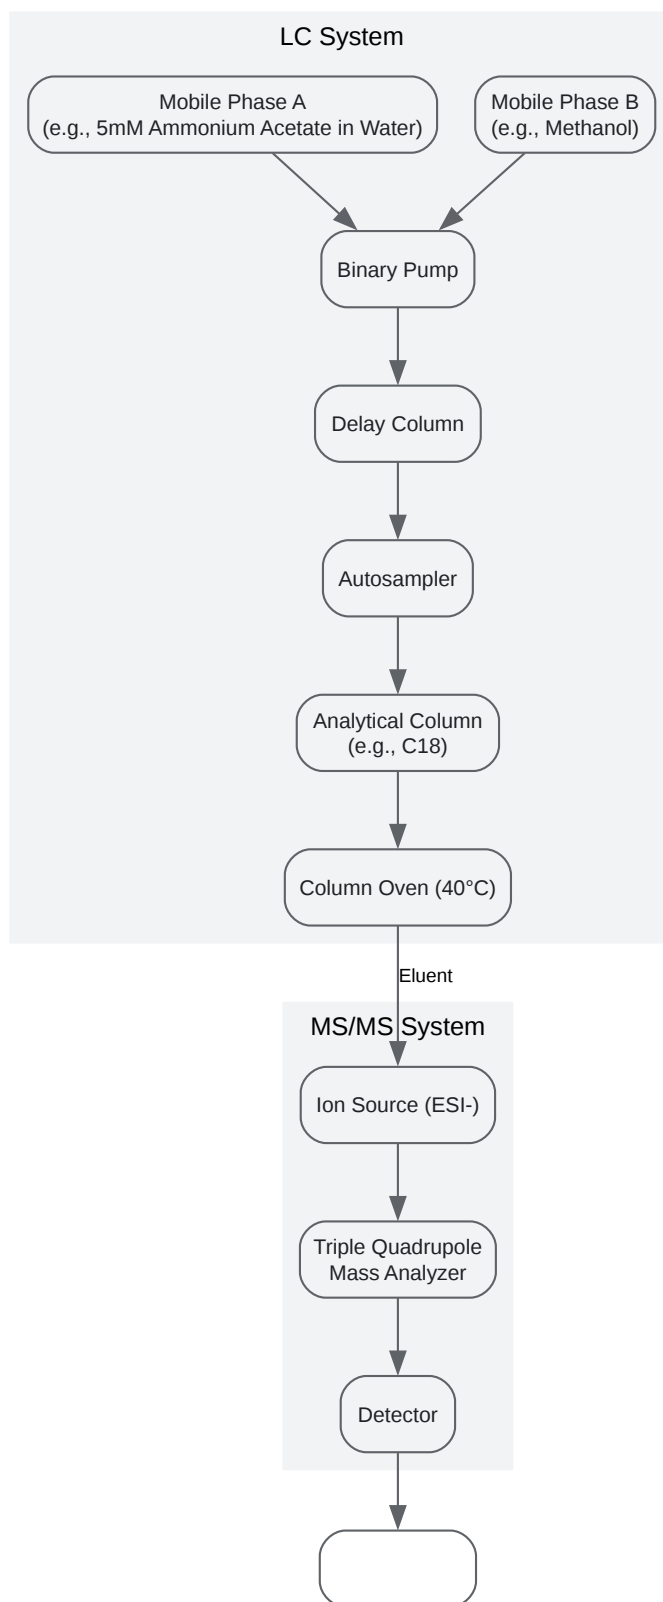 LC System
Mobile Phase A
(e.g., 5mM Ammonium Acetate in Water)
Mobile Phase B
(e.g., Methanol)
Binary Pump
Delay Column
Autosampler
Analytical Column
(e.g., C18)
Column Oven (40°C)
Eluent
MS/MS System
Ion Source (ESI-)
Triple Quadrupole
Mass Analyzer
Detector